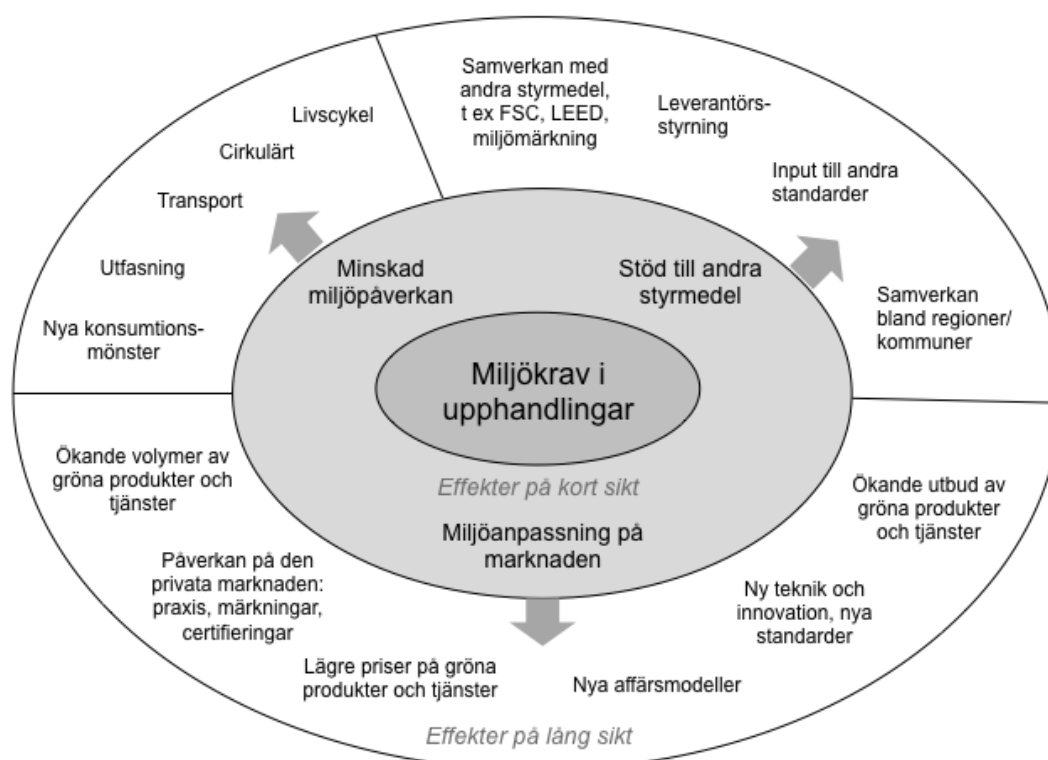 Samverkan med
andra styrmedel,
t ex FSC, LEED,
miljömärkning
Leverantörs-
styrning
Input till andra
standarder
Samverkan
bland regioner/
kommuner
Livscykel
Cirkulärt
Transport
Utfasning
Nya konsumtions-
mönster
Minskad
miljöpåverkan
Stöd till andra
styrmedel
Miljökrav i
upphandlingar
Effekter på kort sikt
Miljöanpassning på
marknaden
Ökande volymer av
gröna produkter och
tjänster
Påverkan på den
privata marknaden:
praxis, märkningar,
certifieringar
Lägre priser på gröna
produkter och tjänster
Nya affärsmodeller
Ny teknik och
innovation, nya
standarder
Ökande utbud av
gröna produkter
och tjänster
Effekter på lång sikt